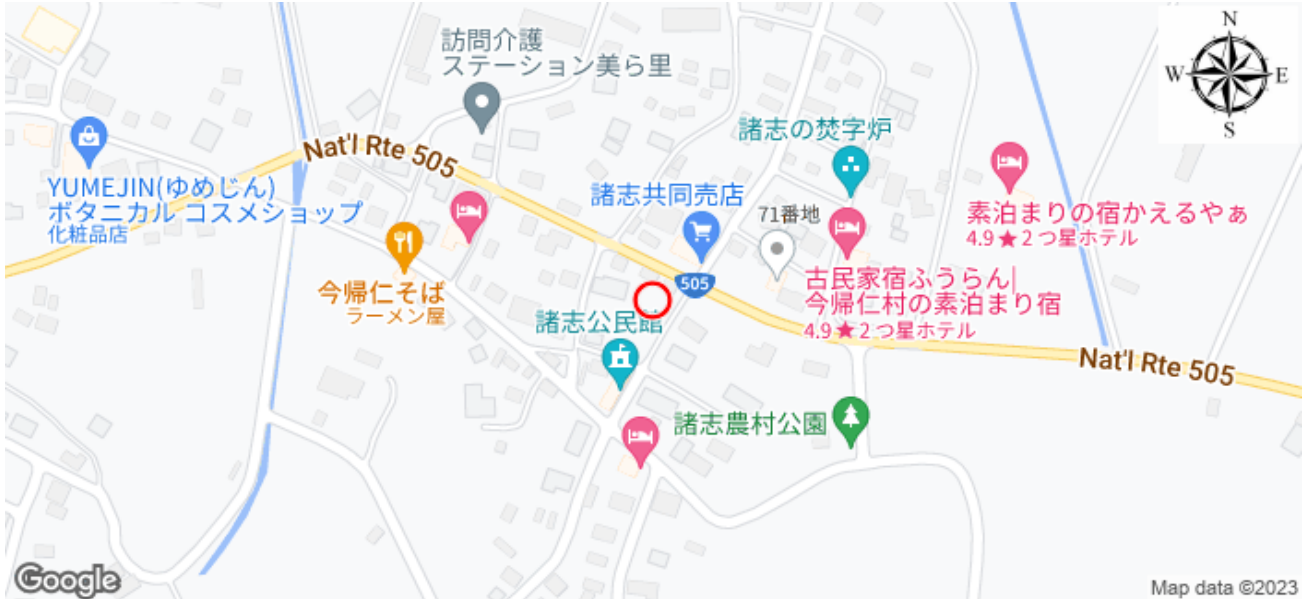 N
W
E
S
訪問介護
ステーション美ら里
Nat'l Rte 505
諸志の焚字炉
YUMEJIN(ゆめじん)
ボタニカル コスメショップ
化粧品店
諸志共同売店
71番地
素泊まりの宿かえるやぁ
4.9★2つ星ホテル
505
今帰仁そば
ラーメン屋
古民家宿ふうらん|
今帰仁村の素泊まり宿
4.9★2つ星ホテル
諸志公民館
Nat'l Rte 505
諸志農村公園
Google
Map data ©2023